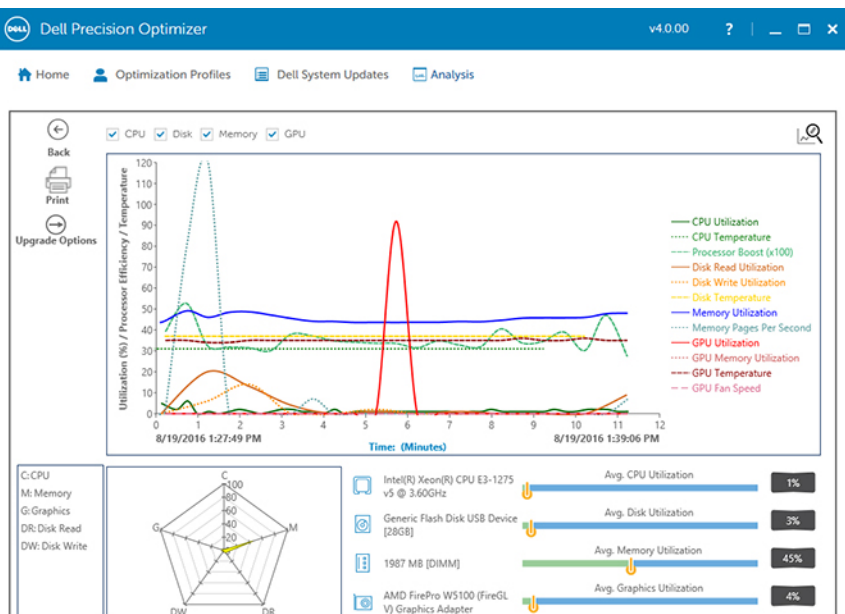 DELL
Dell Precision Optimizer
v4.0.00
?
Home
Optimization Profiles
Dell System Updates
Analysis
Back
Print
Upgrade Options
CPU
Disk
Memory
GPU
Utilization (%) / Processor Efficiency / Temperature
120
110
100
90
80
70
60
50
40
30
20
10
0
0 1 2 3 4 5 6 7 8 9 10 11 12
8/19/2016 1:27:49 PM
8/19/2016 1:39:06 PM
Time: (Minutes)
CPU Utilization
CPU Temperature
Processor Boost (x100)
Disk Read Utilization
Disk Write Utilization
Disk Temperature
Memory Utilization
Memory Pages Per Second
GPU Utilization
GPU Memory Utilization
GPU Temperature
GPU Fan Speed
C:CPU
M: Memory
G: Graphics
DR: Disk Read
DW: Disk Write
C
100
80
60
40
20
G
M
DW
DR
Intel(R) Xeon(R) CPU E3-1275
v5 @ 3.60GHz
Avg. CPU Utilization
1%
Generic Flash Disk USB Device
[28GB]
Avg. Disk Utilization
3%
1987 MB [DIMM]
Avg. Memory Utilization
45%
AMD FirePro W5100 (FireGL
V) Graphics Adapter
Avg. Graphics Utilization
4%